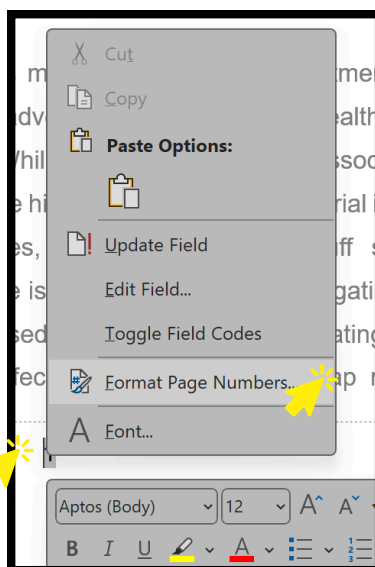 Cut
Copy
Paste Options:
Update Field
Edit Field...
Toggle Field Codes
Format Page Numbers...
Font...
Aptos (Body) 12 A^ A˅
B I U A